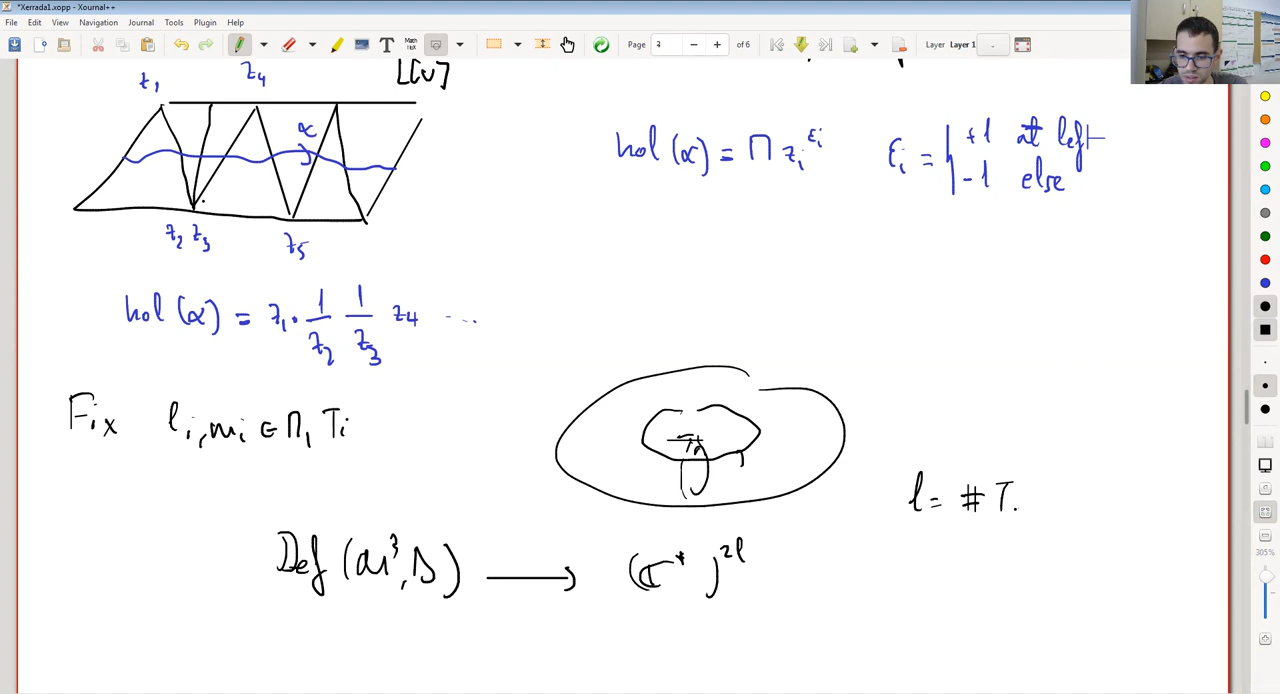 *Xerrada1.xopp - Xournal++
File Edit View Navigation Journal Tools Plugin Help
Page 3 of 6 Layer Layer 1
L[v]
z₁ z₄
α
z₂ z₃ z₅
hol(α) = Π zᵢ^εᵢ εᵢ = | +1 at left
-1 else
hol(α) = z₁ · 1/z₂ 1/z₃ z₄ ...
Fix lᵢ, mᵢ ∈ Π₁ Tᵢ
l = # T.
Def(M³, Δ) → (ℂ*)^2l
305%